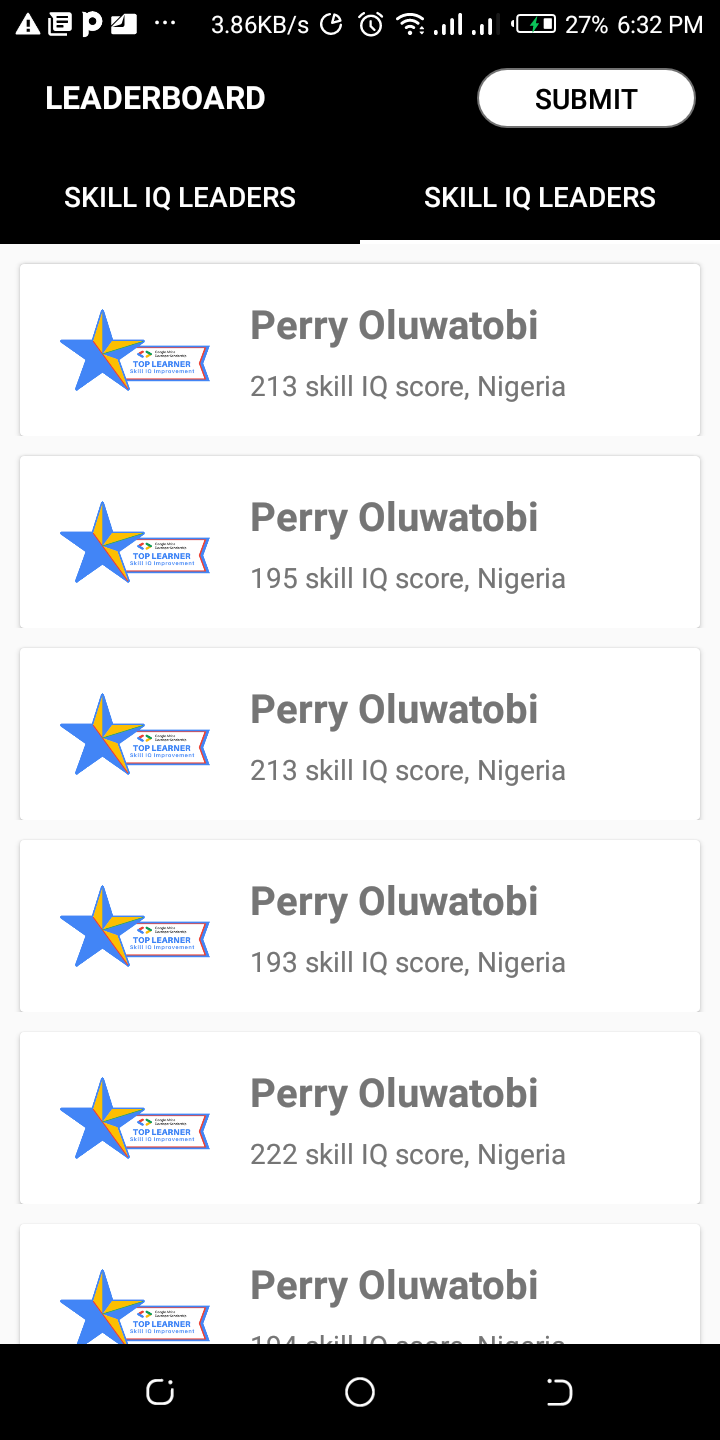 3.86KB/s 27% 6:32 PM
LEADERBOARD
SUBMIT
SKILL IQ LEADERS SKILL IQ LEADERS
Perry Oluwatobi
TOP LEARNER
Skill IQ Improvement
213 skill IQ score, Nigeria
Perry Oluwatobi
TOP LEARNER
Skill IQ Improvement
195 skill IQ score, Nigeria
Perry Oluwatobi
TOP LEARNER
Skill IQ Improvement
213 skill IQ score, Nigeria
Perry Oluwatobi
TOP LEARNER
Skill IQ Improvement
193 skill IQ score, Nigeria
Perry Oluwatobi
TOP LEARNER
Skill IQ Improvement
222 skill IQ score, Nigeria
Perry Oluwatobi
TOP LEARNER
Skill IQ Improvement
skill IQ score, Nigeria